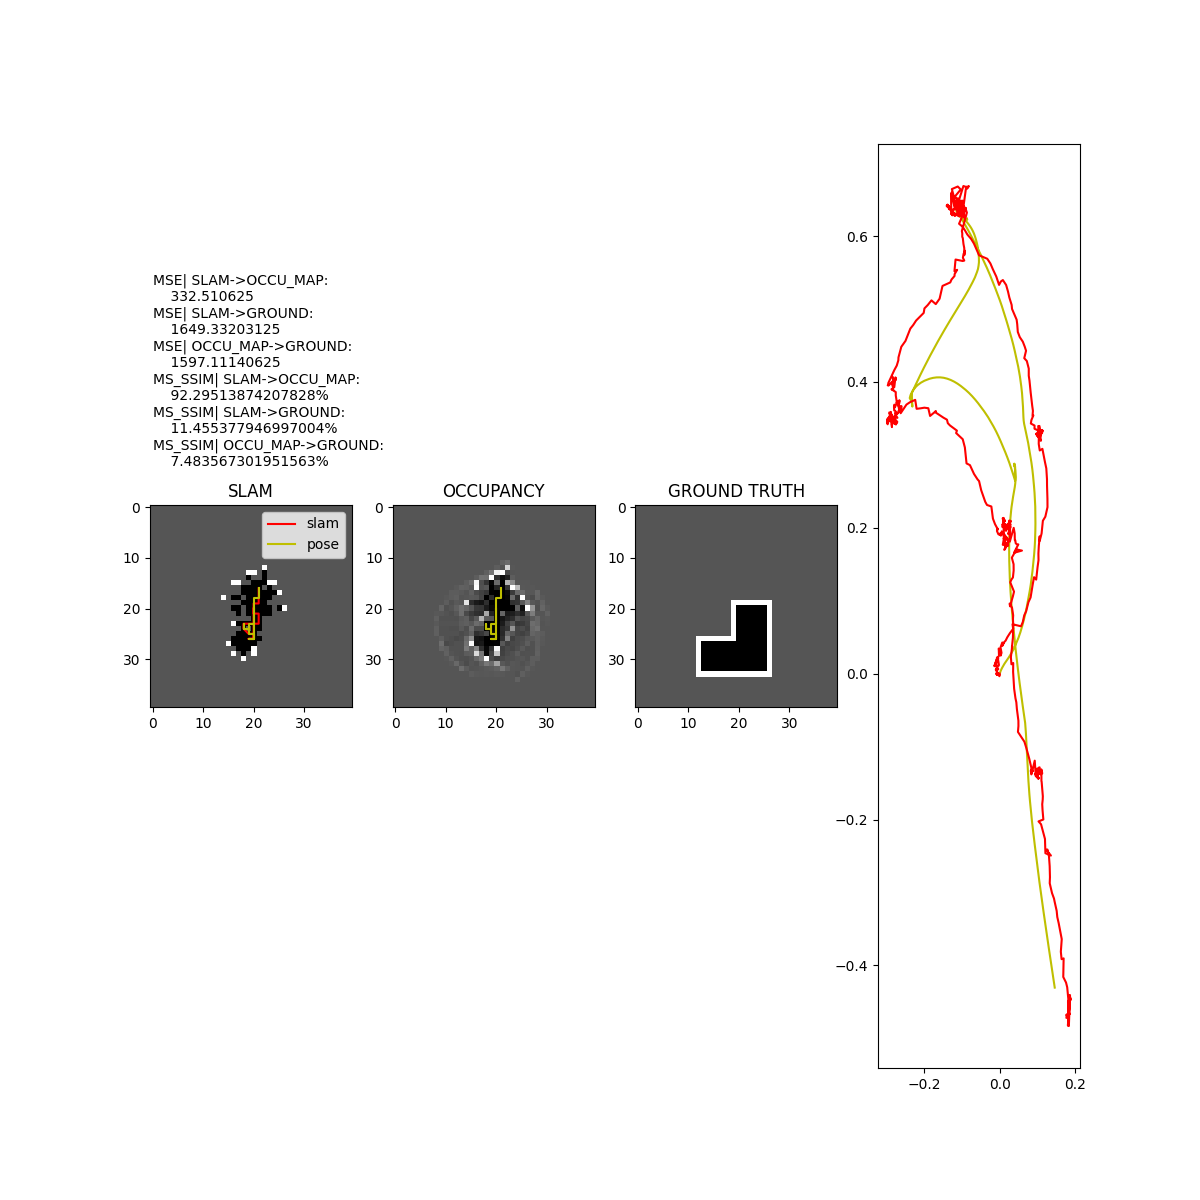 MSE| SLAM->OCCU_MAP:
332.510625
MSE| SLAM->GROUND:
1649.33203125
MSE| OCCU_MAP->GROUND:
1597.11140625
MS_SSIM| SLAM->OCCU_MAP:
92.29513874207828%
MS_SSIM| SLAM->GROUND:
11.455377946997004%
MS_SSIM| OCCU_MAP->GROUND:
7.483567301951563%
SLAM
slam
pose
0
10
20
30
0 10 20 30
OCCUPANCY
0
10
20
30
0 10 20 30
GROUND TRUTH
0
10
20
30
0 10 20 30
0.6
0.4
0.2
0.0
−0.2
−0.4
−0.2 0.0 0.2